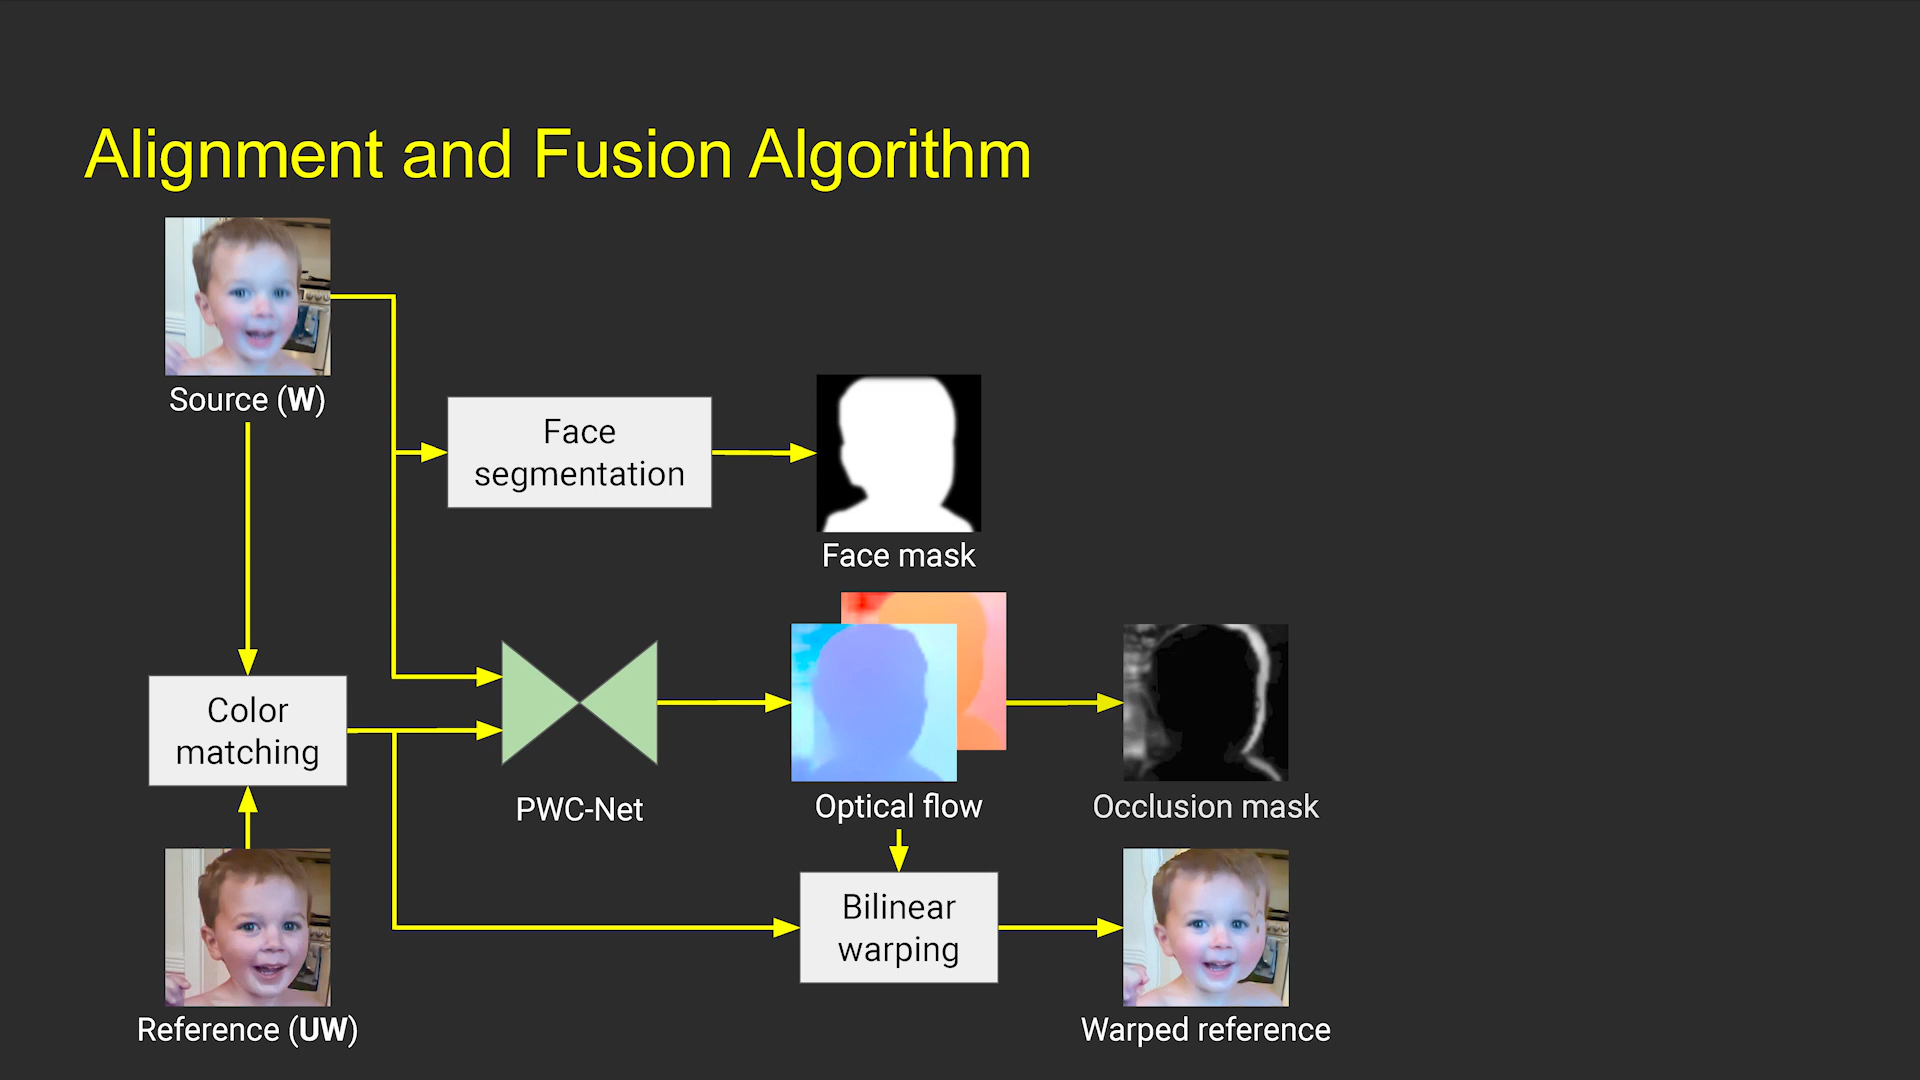 Alignment and Fusion Algorithm
Source (W)
Face
segmentation
Face mask
Color
matching
PWC-Net
Optical flow
Occlusion mask
Bilinear
warping
Reference (UW)
Warped reference